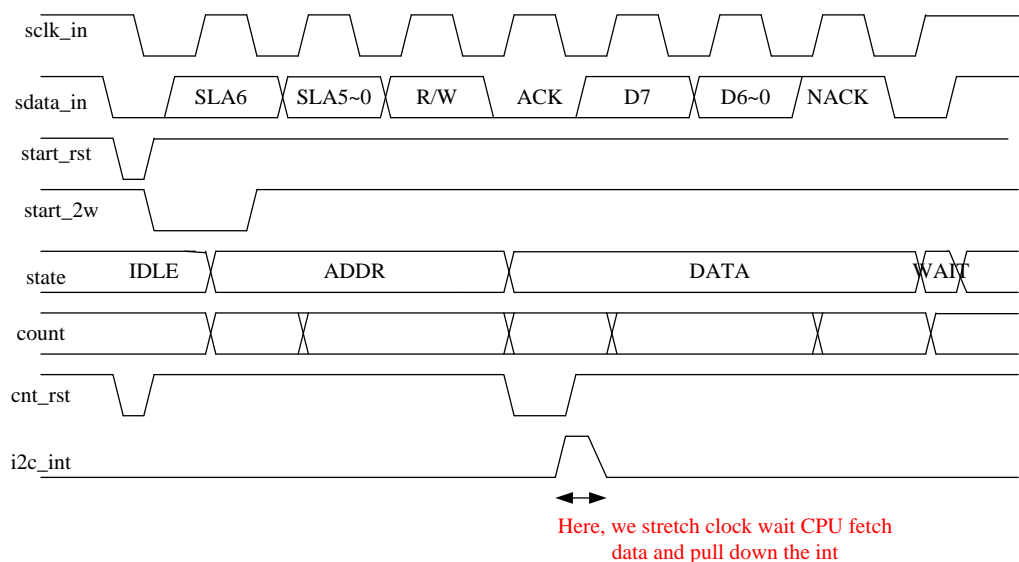 sclk_in
sdata_in SLA6 SLA5~0 R/W ACK D7 D6~0 NACK
start_rst
start_2w
state IDLE ADDR DATA WAIT
count
cnt_rst
i2c_int
Here, we stretch clock wait CPU fetch
data and pull down the int